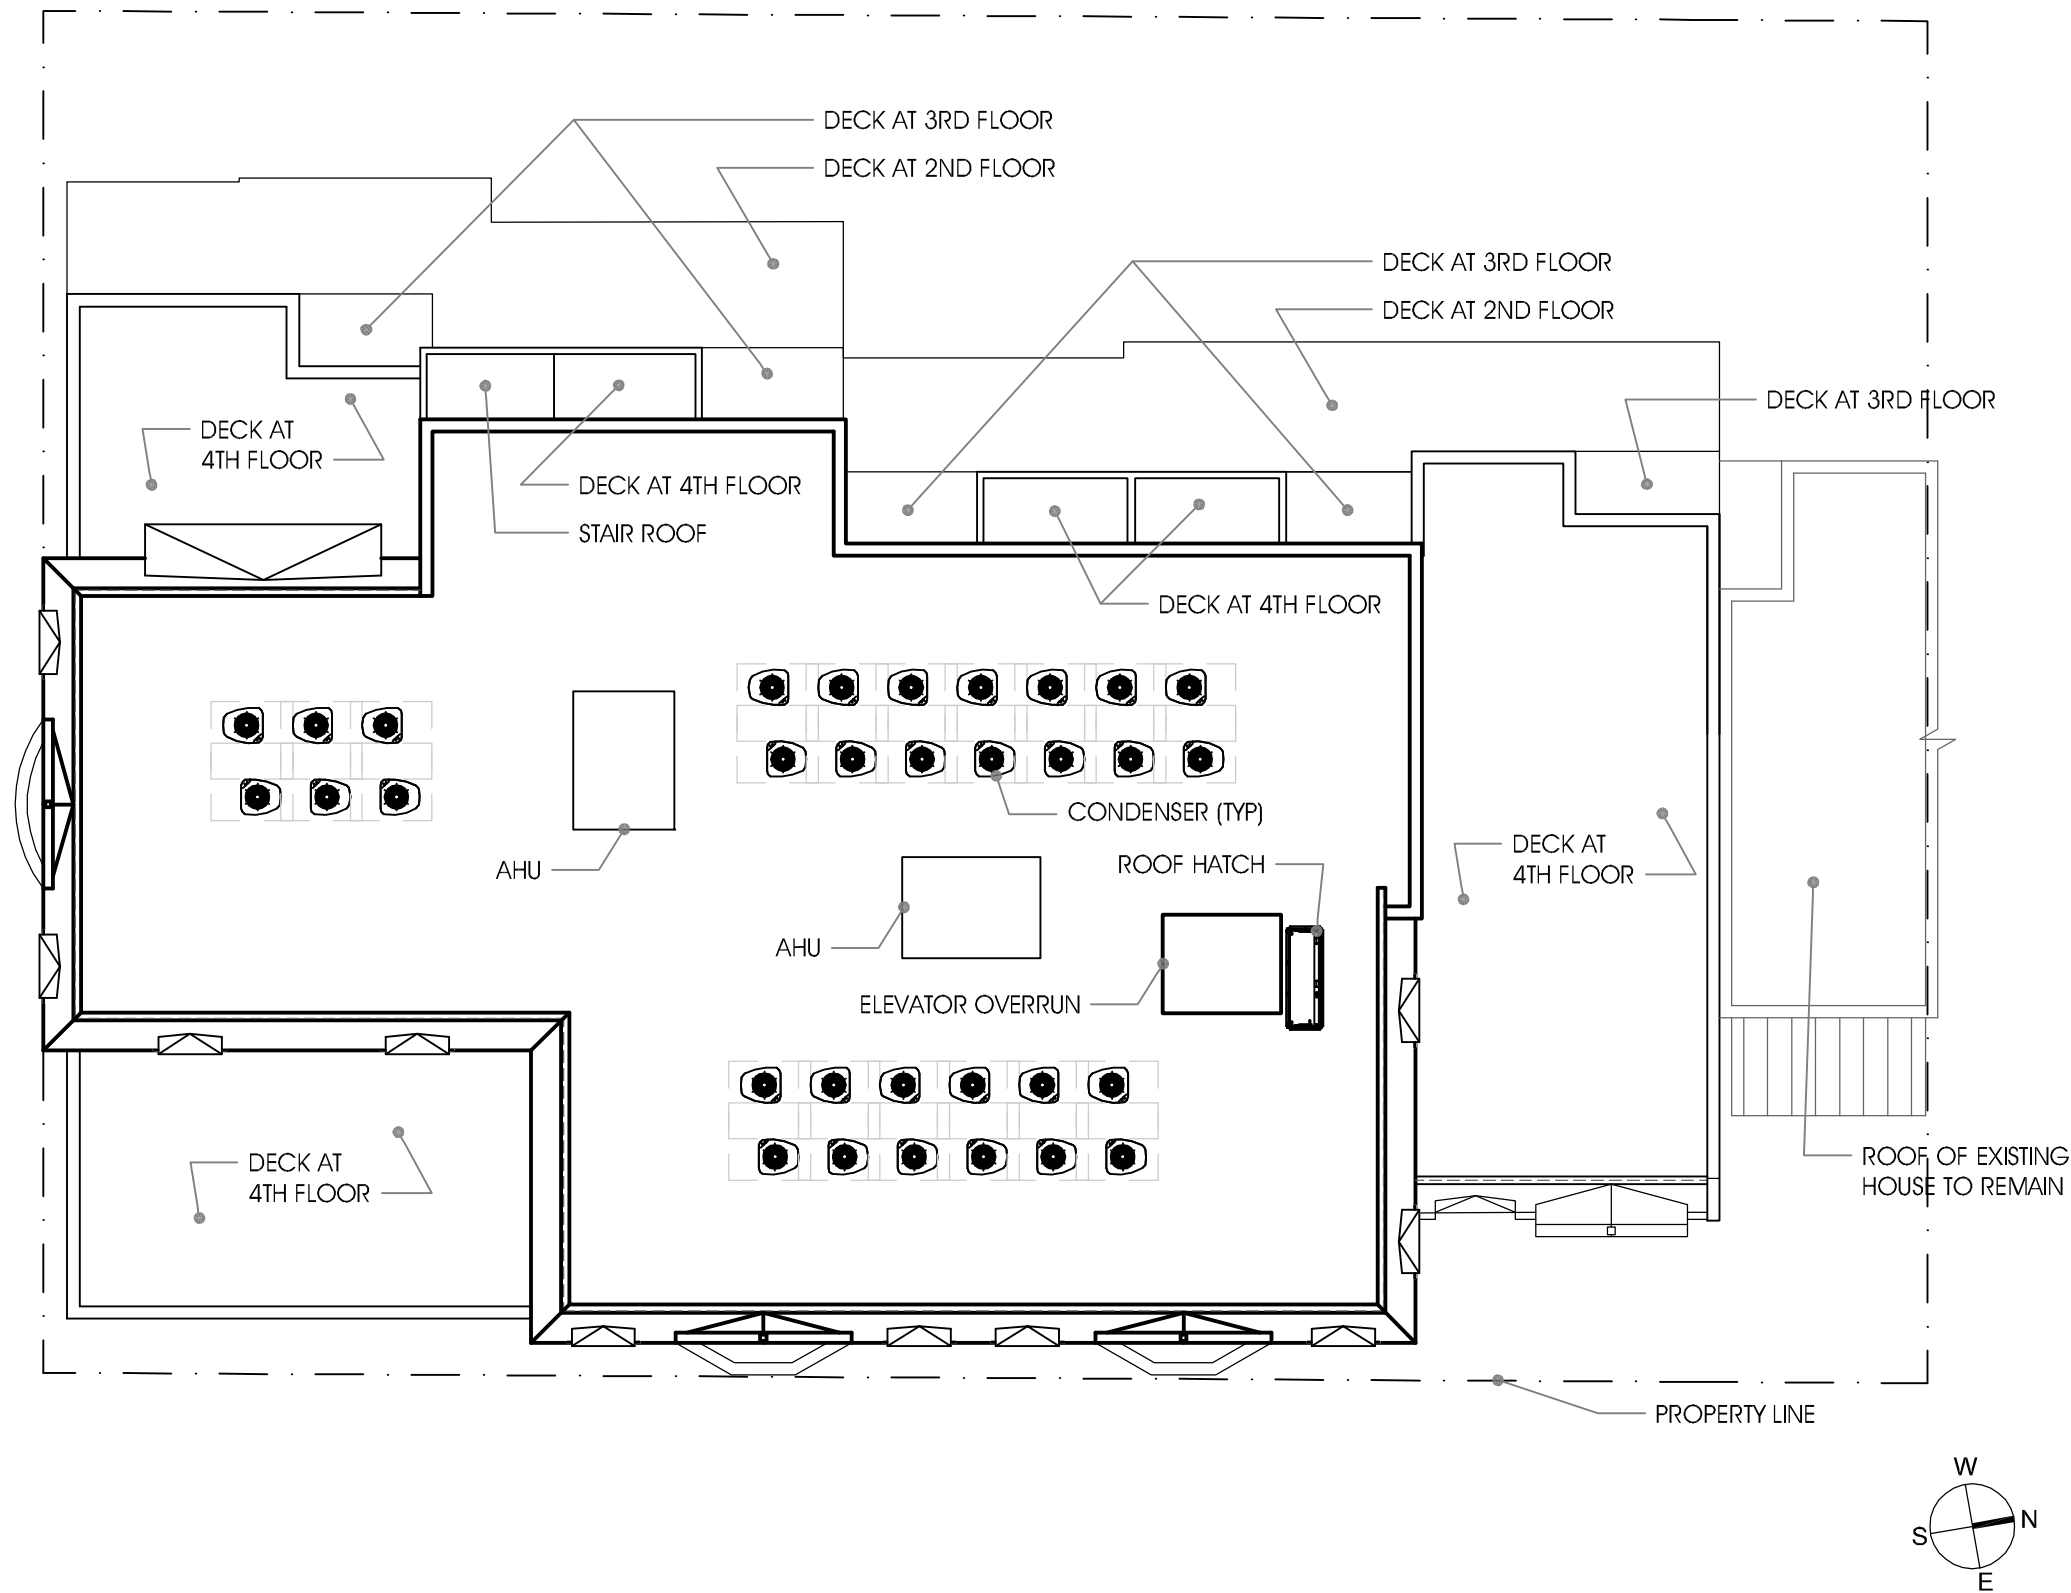 DECK AT 3RD FLOOR
DECK AT 2ND FLOOR
DECK AT 3RD FLOOR
DECK AT 2ND FLOOR
DECK AT 3RD FLOOR
DECK AT
4TH FLOOR
DECK AT 4TH FLOOR
STAIR ROOF
DECK AT 4TH FLOOR
CONDENSER (TYP)
AHU
ROOF HATCH
DECK AT
4TH FLOOR
AHU
ELEVATOR OVERRUN
DECK AT
4TH FLOOR
ROOF OF EXISTING
HOUSE TO REMAIN
PROPERTY LINE
W
N
S
E